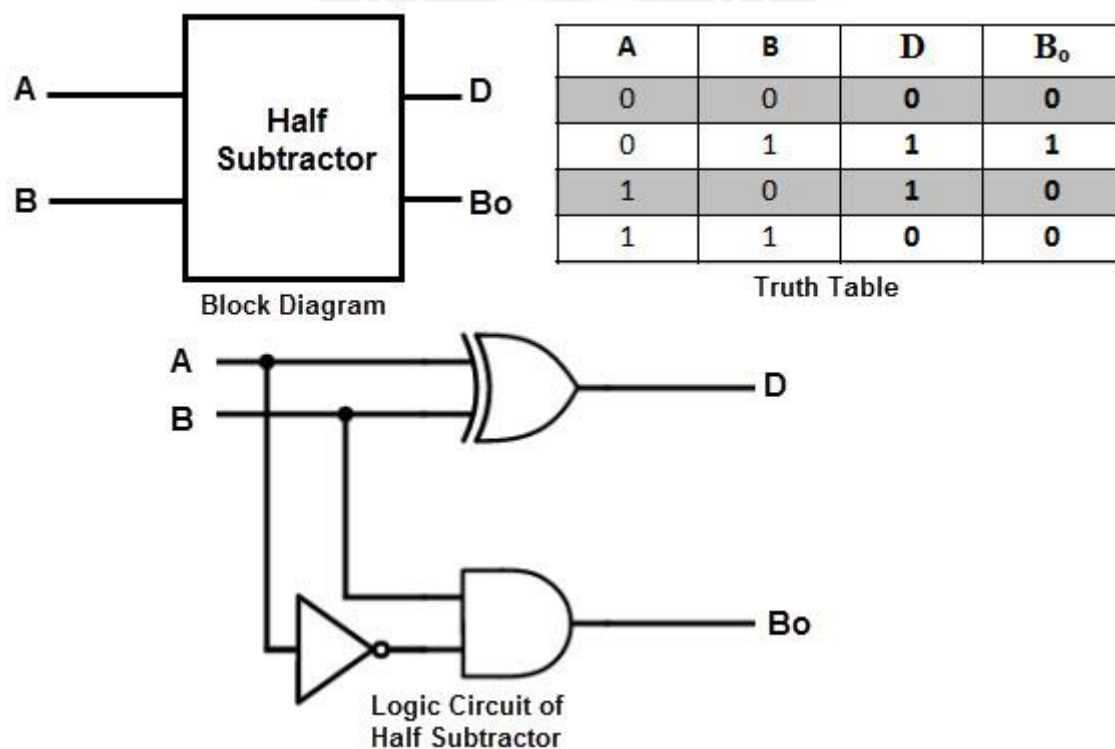 A
B
Half
Subtractor
D
Bo
Block Diagram
A B D Bₒ
0 0 0 0
0 1 1 1
1 0 1 0
1 1 0 0
Truth Table
A
B
D
Bo
Logic Circuit of
Half Subtractor